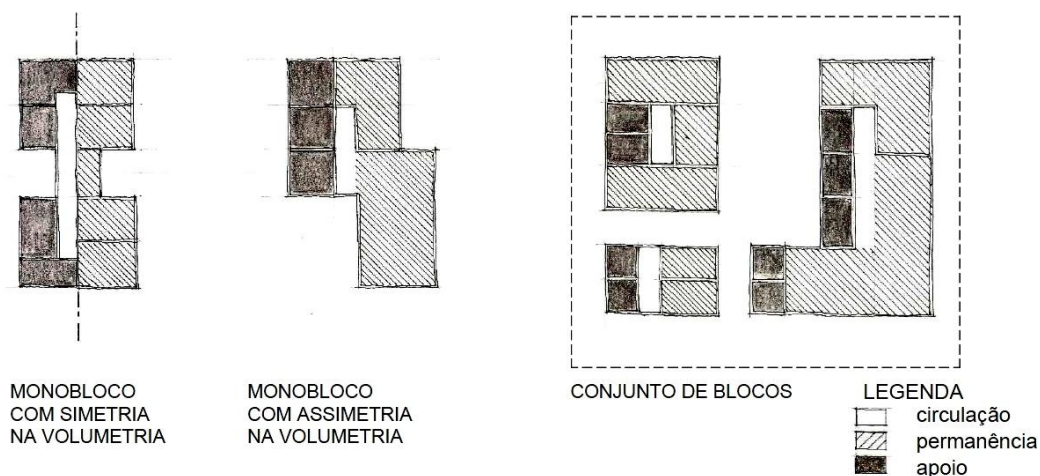 MONOBLOCO
COM SIMETRIA
NA VOLUMETRIA
MONOBLOCO
COM ASSIMETRIA
NA VOLUMETRIA
CONJUNTO DE BLOCOS
LEGENDA
circulação
permanência
apoio